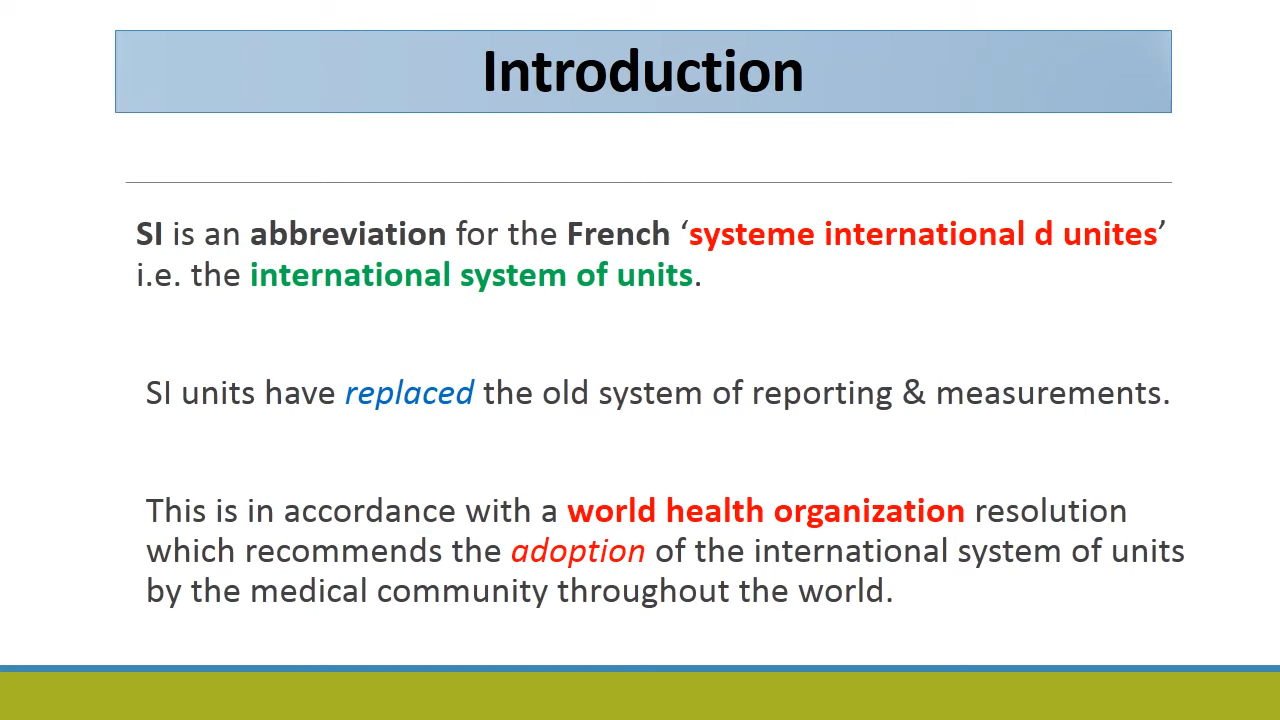 Introduction
SI is an abbreviation for the French ‘systeme international d unites’
i.e. the international system of units.
SI units have replaced the old system of reporting & measurements.
This is in accordance with a world health organization resolution
which recommends the adoption of the international system of units
by the medical community throughout the world.